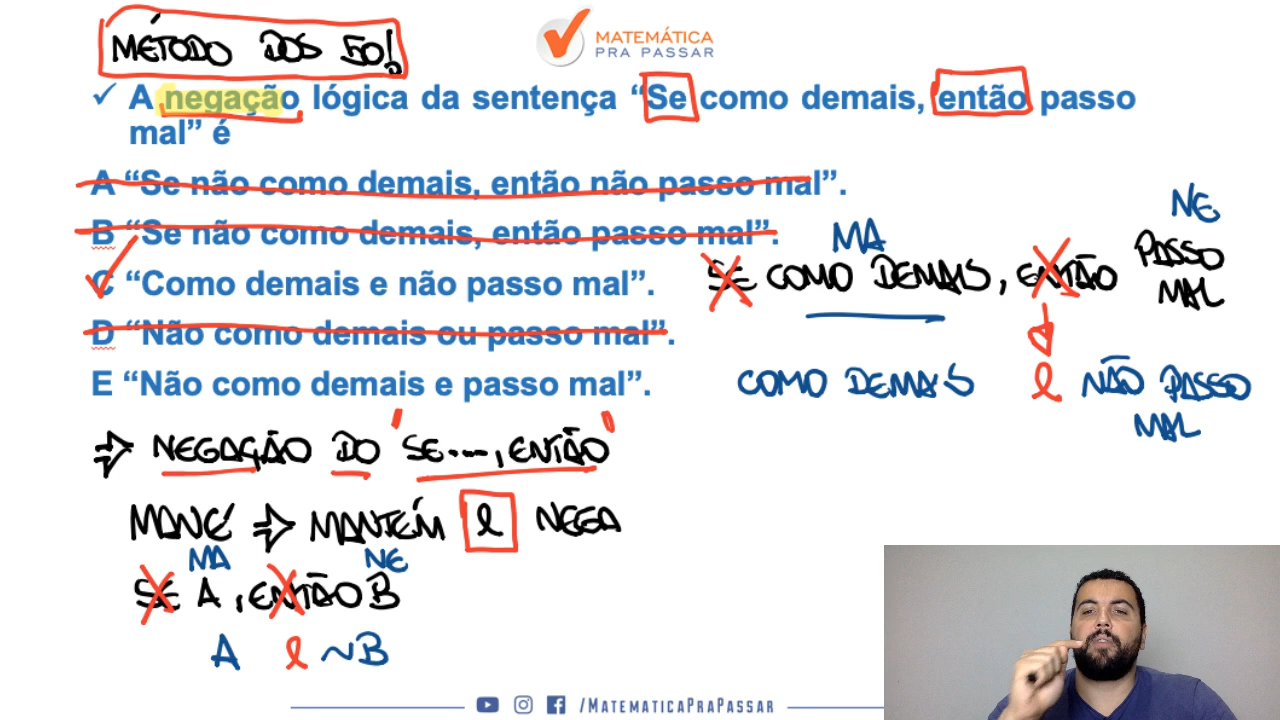 MÉTODO DOS 50!
MATEMÁTICA
PRA PASSAR
✓ A negação lógica da sentença “Se como demais, então passo
mal” é
A “Se não como demais, então não passo mal”.
B “Se não como demais, então passo mal”.
C “Como demais e não passo mal”.
D “Não como demais ou passo mal”.
E “Não como demais e passo mal”.
MA NE
SE COMO DEMAIS, ENTÃO PASSO
MAL
COMO DEMAIS e NÃO PASSO
MAL
⇒ NEGAÇÃO DO 'SE...., ENTÃO'
MANÉ ⇒ MANTÉM e NEGA
MA NE
SE A, ENTÃO B
A e ~B
/MATEMATICAPRAPASSAR